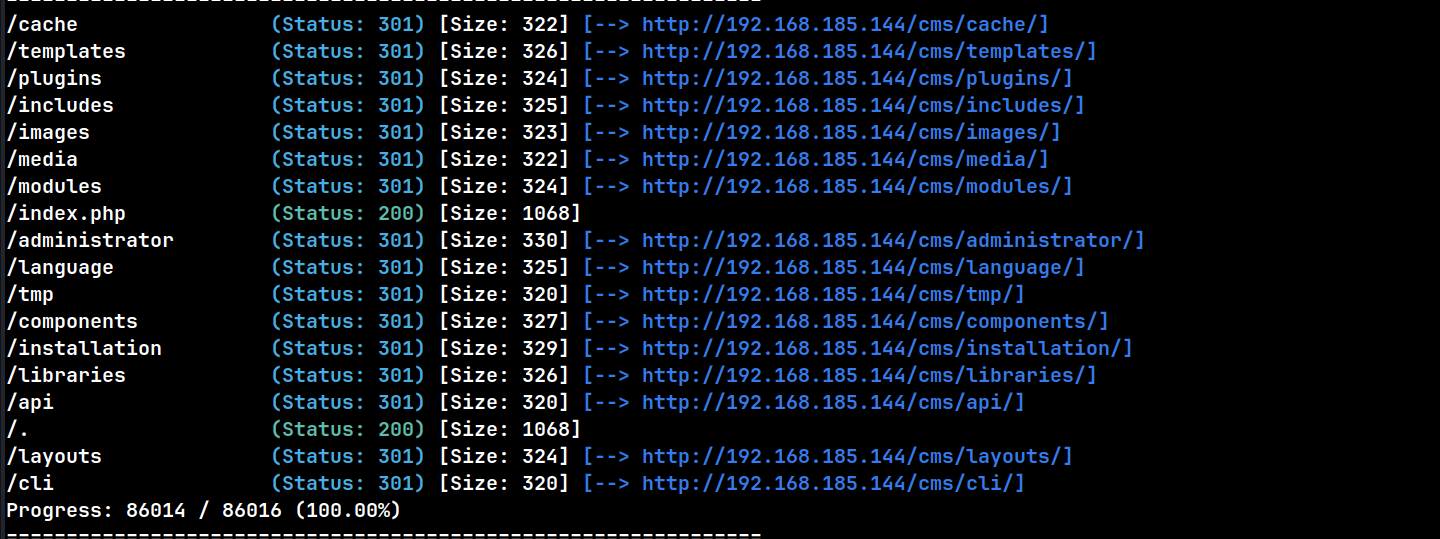 /cache                (Status: 301) [Size: 322] [--> http://192.168.185.144/cms/cache/]
/templates            (Status: 301) [Size: 326] [--> http://192.168.185.144/cms/templates/]
/plugins              (Status: 301) [Size: 324] [--> http://192.168.185.144/cms/plugins/]
/includes             (Status: 301) [Size: 325] [--> http://192.168.185.144/cms/includes/]
/images               (Status: 301) [Size: 323] [--> http://192.168.185.144/cms/images/]
/media                (Status: 301) [Size: 322] [--> http://192.168.185.144/cms/media/]
/modules              (Status: 301) [Size: 324] [--> http://192.168.185.144/cms/modules/]
/index.php            (Status: 200) [Size: 1068]
/administrator        (Status: 301) [Size: 330] [--> http://192.168.185.144/cms/administrator/]
/language             (Status: 301) [Size: 325] [--> http://192.168.185.144/cms/language/]
/tmp                  (Status: 301) [Size: 320] [--> http://192.168.185.144/cms/tmp/]
/components           (Status: 301) [Size: 327] [--> http://192.168.185.144/cms/components/]
/installation         (Status: 301) [Size: 329] [--> http://192.168.185.144/cms/installation/]
/libraries            (Status: 301) [Size: 326] [--> http://192.168.185.144/cms/libraries/]
/api                  (Status: 301) [Size: 320] [--> http://192.168.185.144/cms/api/]
/.                    (Status: 200) [Size: 1068]
/layouts              (Status: 301) [Size: 324] [--> http://192.168.185.144/cms/layouts/]
/cli                  (Status: 301) [Size: 320] [--> http://192.168.185.144/cms/cli/]
Progress: 86014 / 86016 (100.00%)